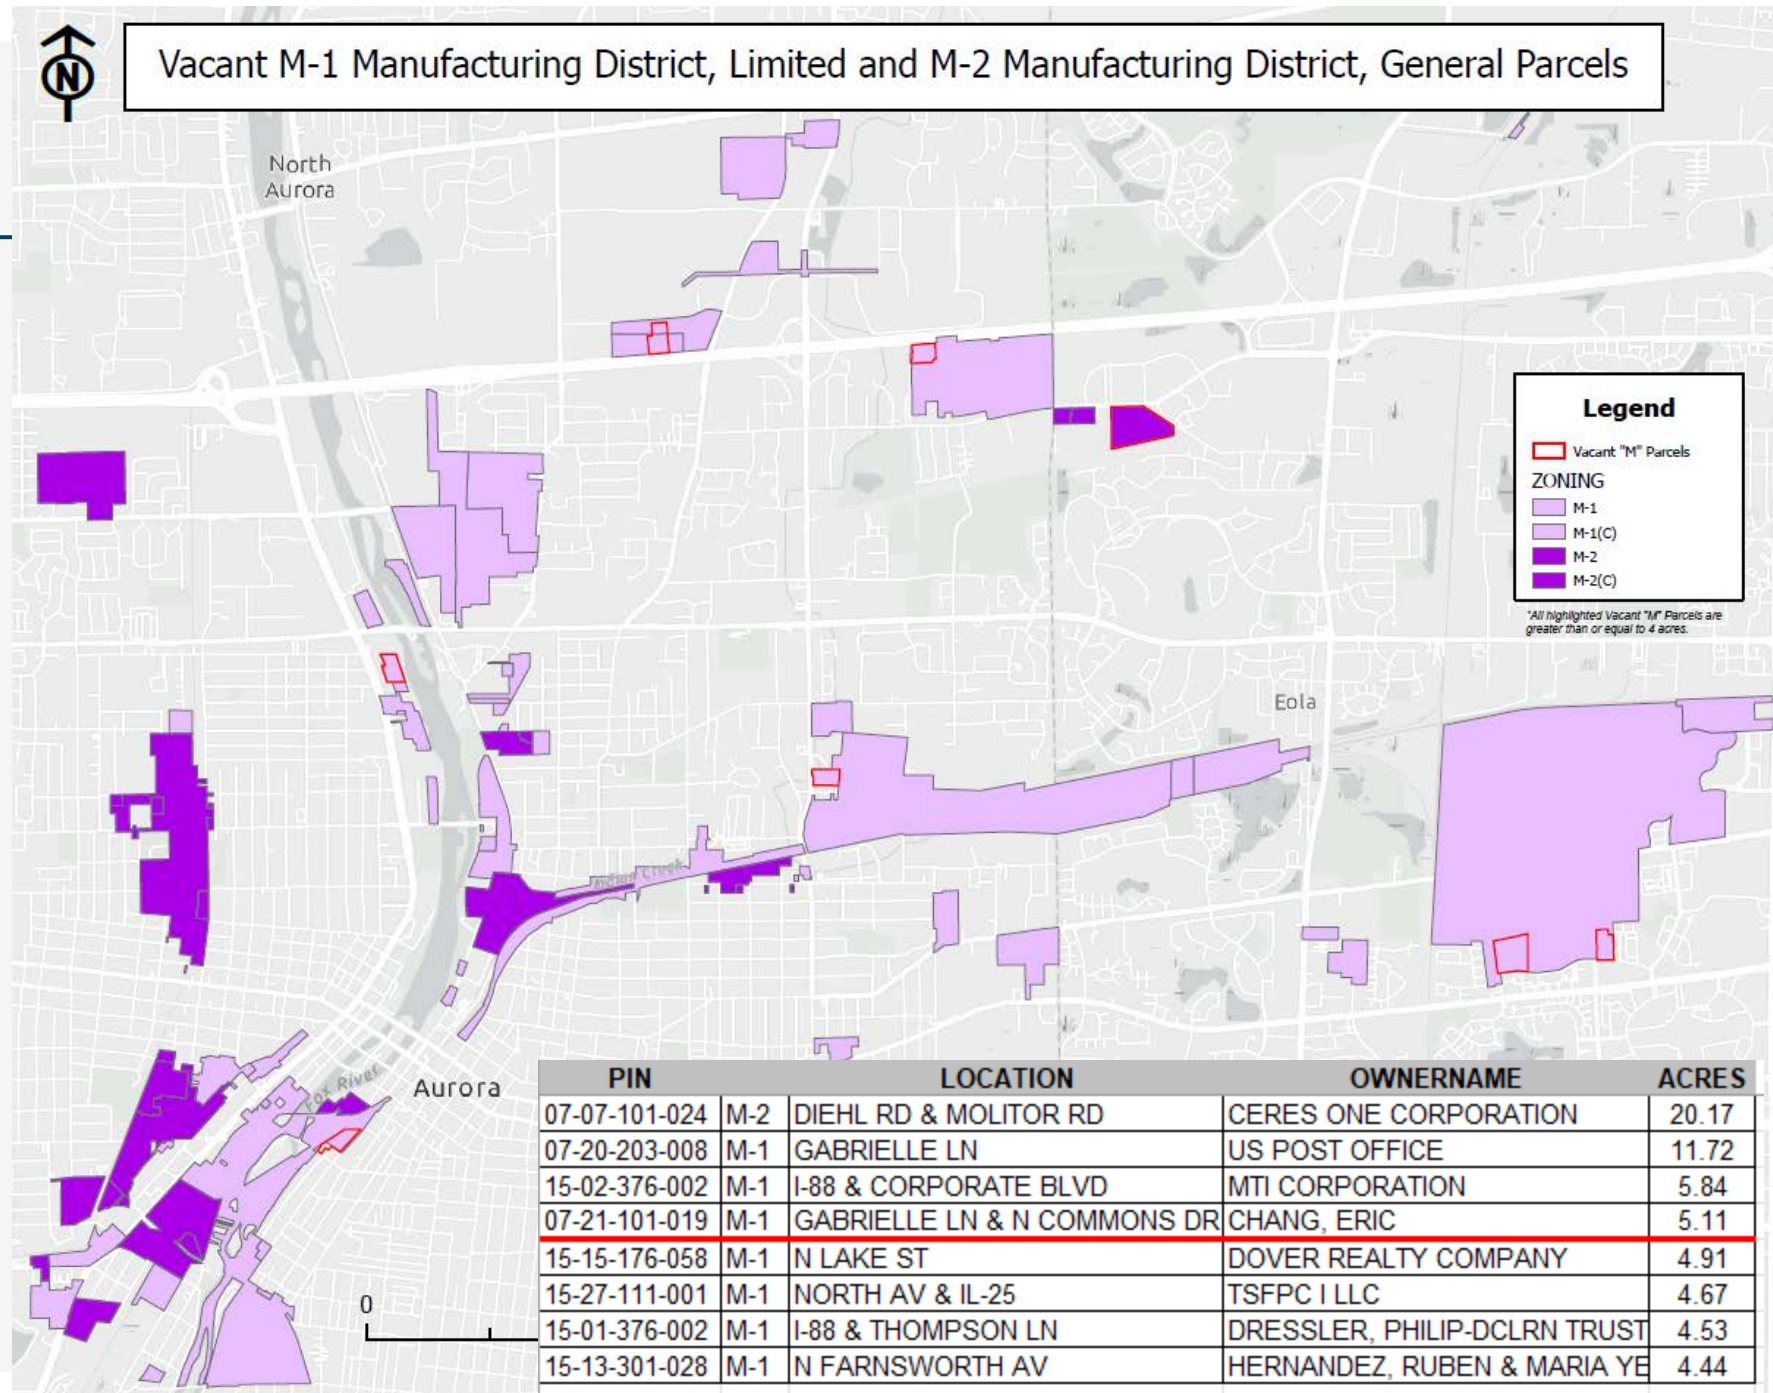 N
Vacant M-1 Manufacturing District, Limited and M-2 Manufacturing District, General Parcels
North
Aurora
Legend
Vacant "M" Parcels
ZONING
M-1
M-1(C)
M-2
M-2(C)
*All highlighted Vacant "M" Parcels are
greater than or equal to 4 acres.
Eola
Indian Creek
Fox River
Aurora
0
PIN LOCATION OWNERNAME ACRES
07-07-101-024 M-2 DIEHL RD & MOLITOR RD CERES ONE CORPORATION 20.17
07-20-203-008 M-1 GABRIELLE LN US POST OFFICE 11.72
15-02-376-002 M-1 I-88 & CORPORATE BLVD MTI CORPORATION 5.84
07-21-101-019 M-1 GABRIELLE LN & N COMMONS DR CHANG, ERIC 5.11
15-15-176-058 M-1 N LAKE ST DOVER REALTY COMPANY 4.91
15-27-111-001 M-1 NORTH AV & IL-25 TSFPC I LLC 4.67
15-01-376-002 M-1 I-88 & THOMPSON LN DRESSLER, PHILIP-DCLRN TRUST 4.53
15-13-301-028 M-1 N FARNSWORTH AV HERNANDEZ, RUBEN & MARIA YE 4.44